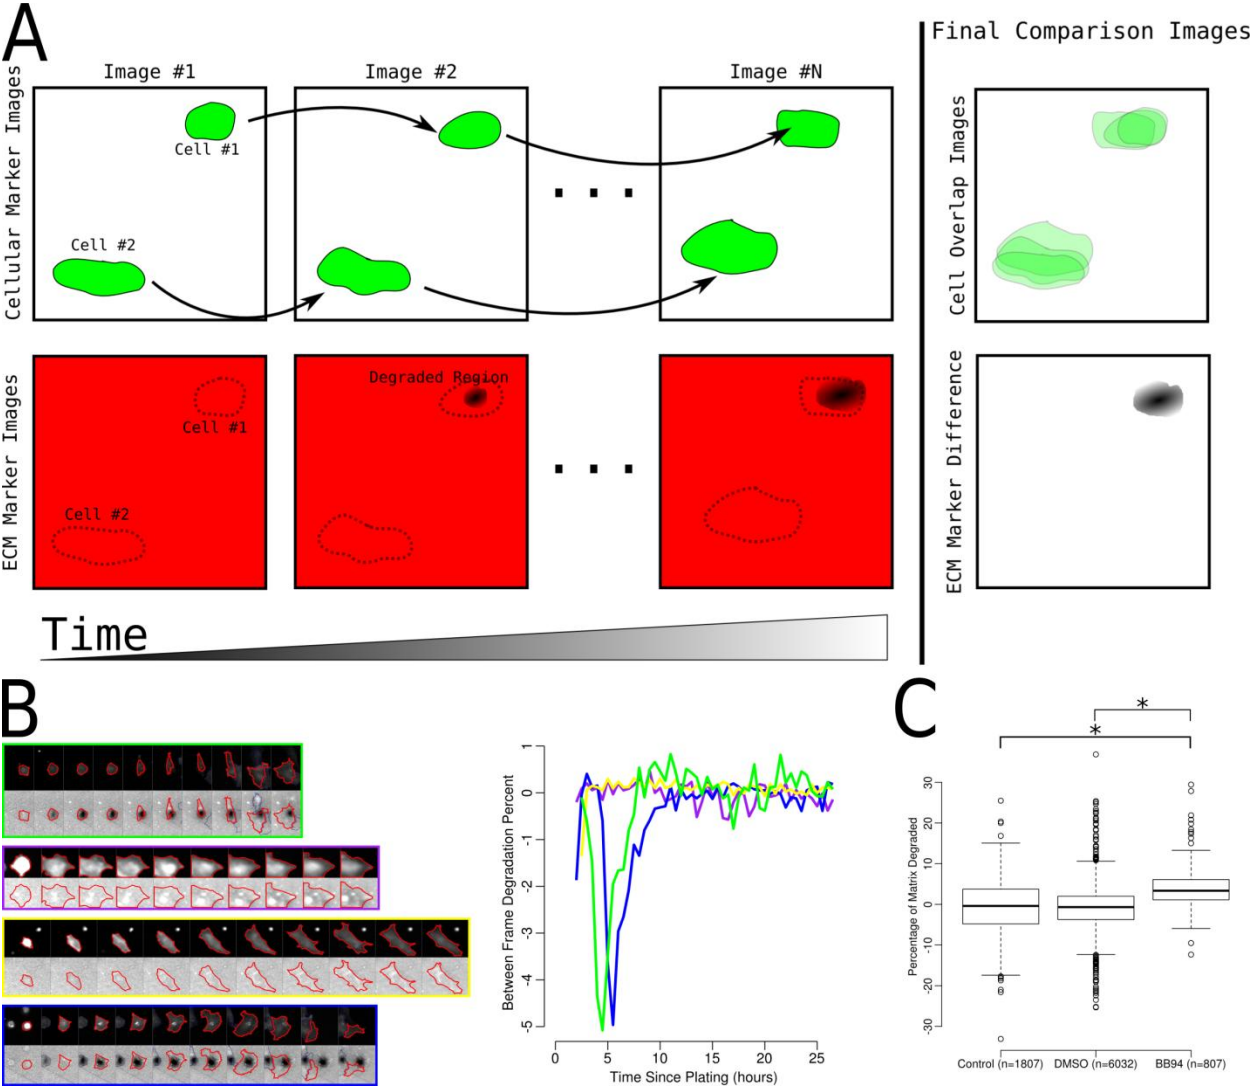 A
Final Comparison Images
Image #1
Image #2
Image #N
Cellular Marker Images
Cell #1
Cell #2
. . .
Cell Overlap Images
ECM Marker Images
Cell #1
Cell #2
Degraded Region
. . .
ECM Marker Difference
Time
B
Between Frame Degradation Percent
1
0
-1
-2
-3
-4
-5
0
5
10
15
20
25
Time Since Plating (hours)
C
*
*
Percentage of Matrix Degraded
30
20
10
0
-10
-20
-30
Control (n=1807)
DMSO (n=6032)
BB94 (n=807)